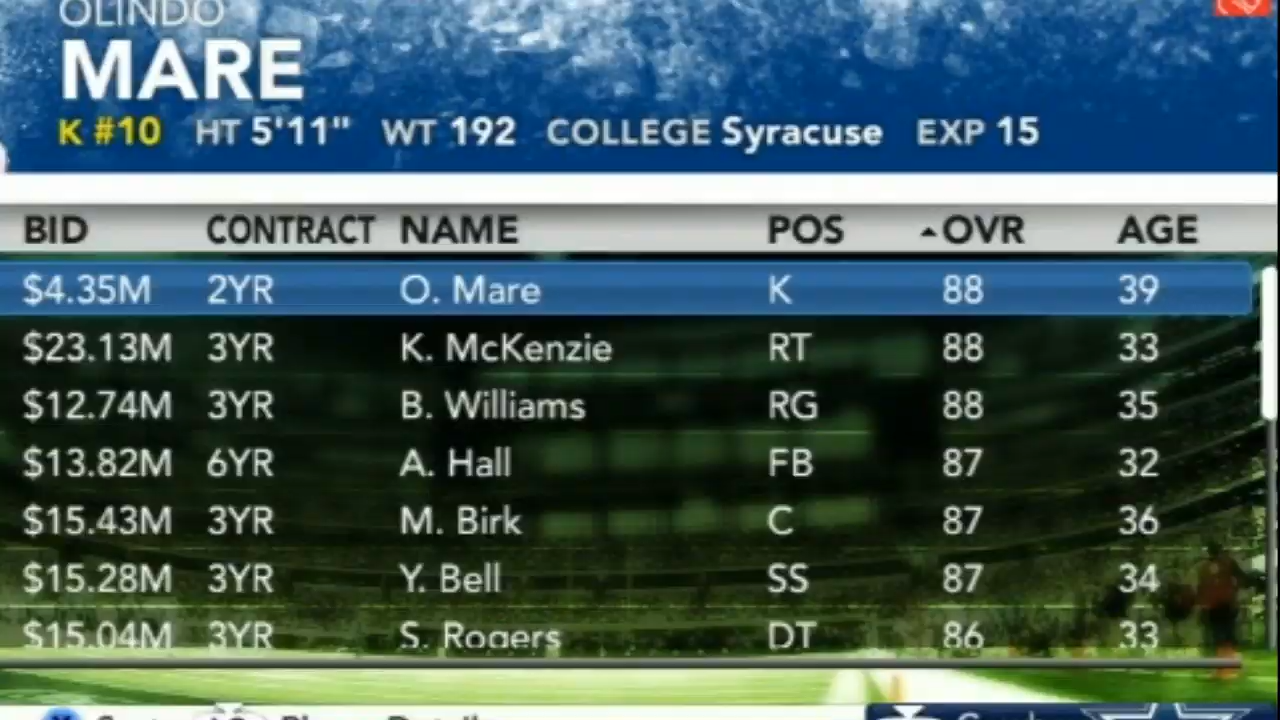 OLINDO
MARE
K #10 HT 5'11" WT 192 COLLEGE Syracuse EXP 15
BID CONTRACT NAME POS OVR AGE
$4.35M 2YR O. Mare K 88 39
$23.13M 3YR K. McKenzie RT 88 33
$12.74M 3YR B. Williams RG 88 35
$13.82M 6YR A. Hall FB 87 32
$15.43M 3YR M. Birk C 87 36
$15.28M 3YR Y. Bell SS 87 34
$15.04M 3YR S. Rogers DT 86 33
Player Details